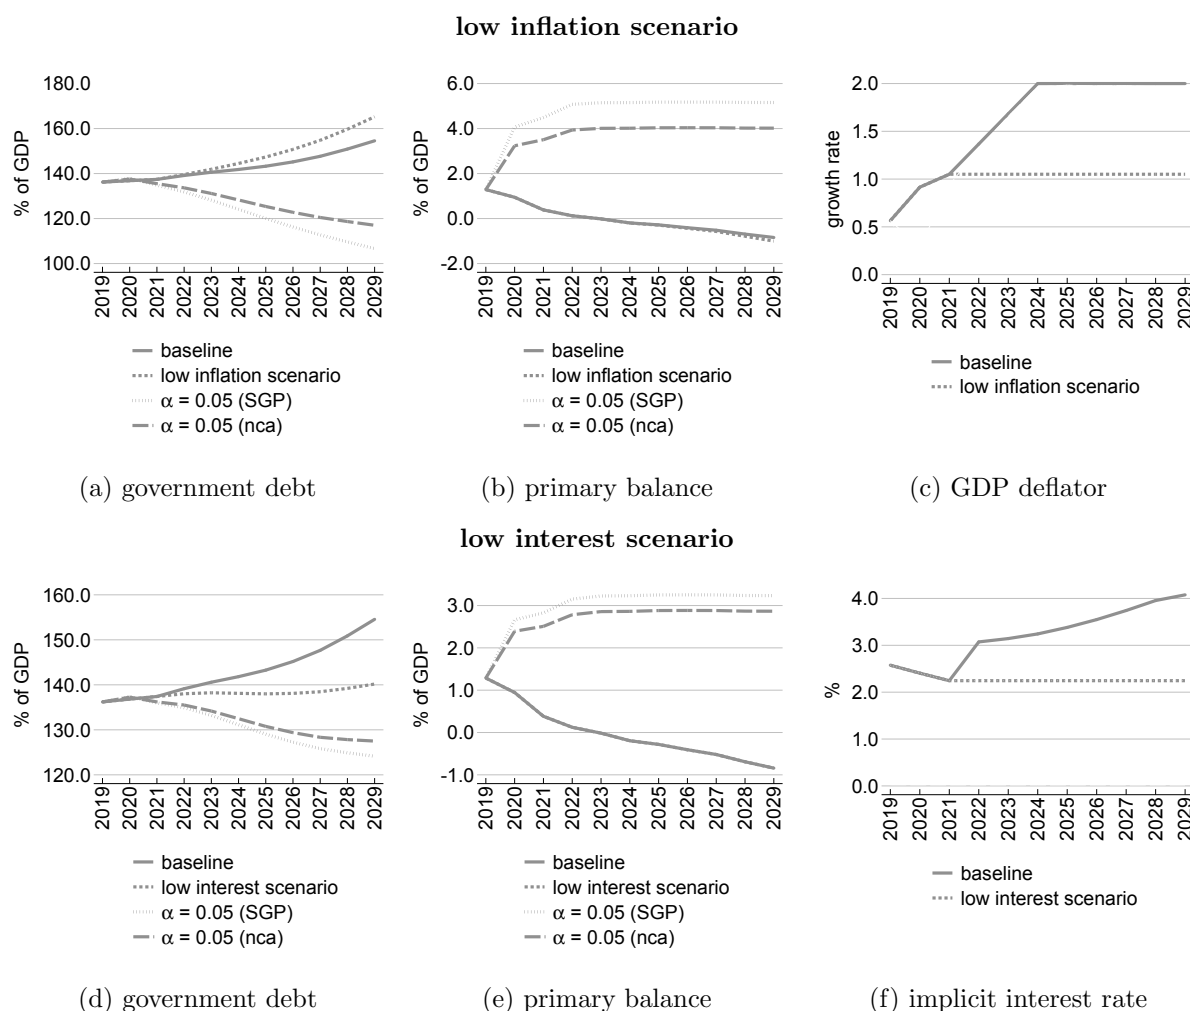 low inflation scenario
% of GDP
180.0
160.0
140.0
120.0
100.0
2019 2020 2021 2022 2023 2024 2025 2026 2027 2028 2029
baseline
low inflation scenario
α = 0.05 (SGP)
α = 0.05 (nca)
(a) government debt
% of GDP
6.0
4.0
2.0
0.0
-2.0
2019 2020 2021 2022 2023 2024 2025 2026 2027 2028 2029
baseline
low inflation scenario
α = 0.05 (SGP)
α = 0.05 (nca)
(b) primary balance
growth rate
2.0
1.5
1.0
0.5
0.0
2019 2020 2021 2022 2023 2024 2025 2026 2027 2028 2029
baseline
low inflation scenario
(c) GDP deflator
low interest scenario
% of GDP
160.0
150.0
140.0
130.0
120.0
2019 2020 2021 2022 2023 2024 2025 2026 2027 2028 2029
baseline
low interest scenario
α = 0.05 (SGP)
α = 0.05 (nca)
(d) government debt
% of GDP
3.0
2.0
1.0
0.0
-1.0
2019 2020 2021 2022 2023 2024 2025 2026 2027 2028 2029
baseline
low interest scenario
α = 0.05 (SGP)
α = 0.05 (nca)
(e) primary balance
%
4.0
3.0
2.0
1.0
0.0
2019 2020 2021 2022 2023 2024 2025 2026 2027 2028 2029
baseline
low interest scenario
(f) implicit interest rate